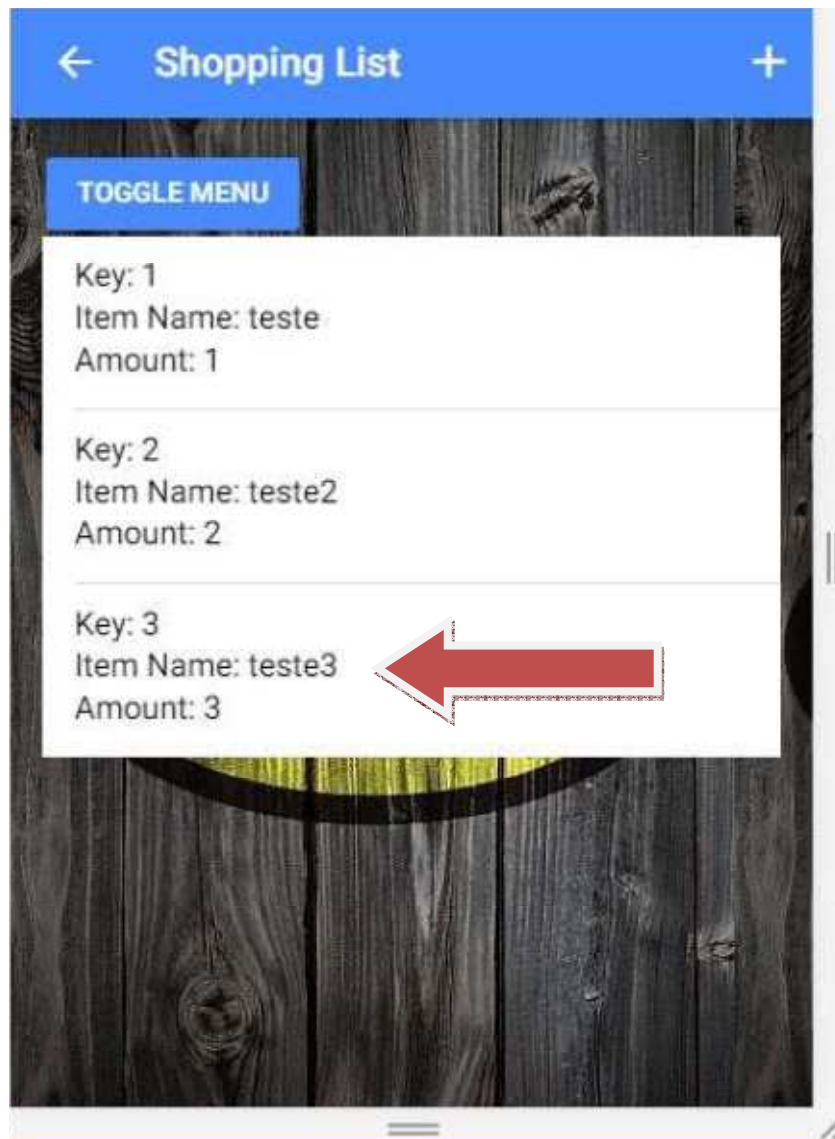 Shopping List
TOGGLE MENU
Key: 1
Item Name: teste
Amount: 1
Key: 2
Item Name: teste2
Amount: 2
Key: 3
Item Name: teste3
Amount: 3